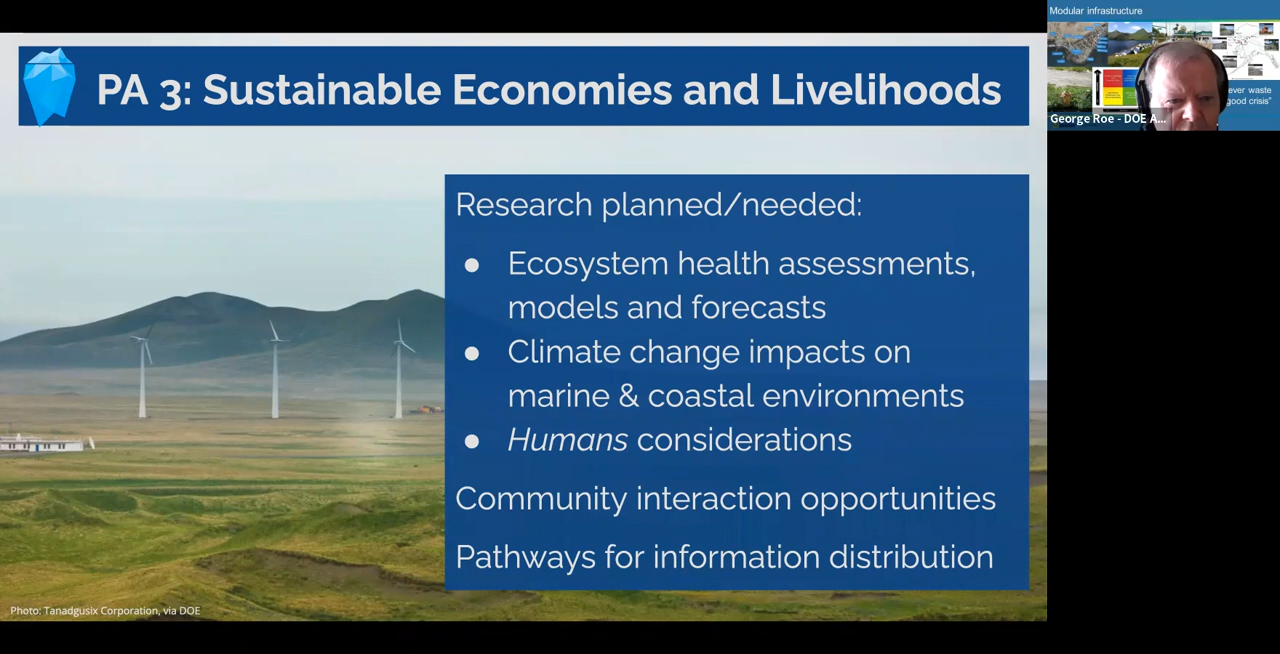 PA 3: Sustainable Economies and Livelihoods
Research planned/needed:
● Ecosystem health assessments,
models and forecasts
● Climate change impacts on
marine & coastal environments
● Humans considerations
Community interaction opportunities
Pathways for information distribution
Photo: Tanadgusix Corporation, via DOE
Modular infrastructure
ever waste
good crisis"
George Roe - DOE A...